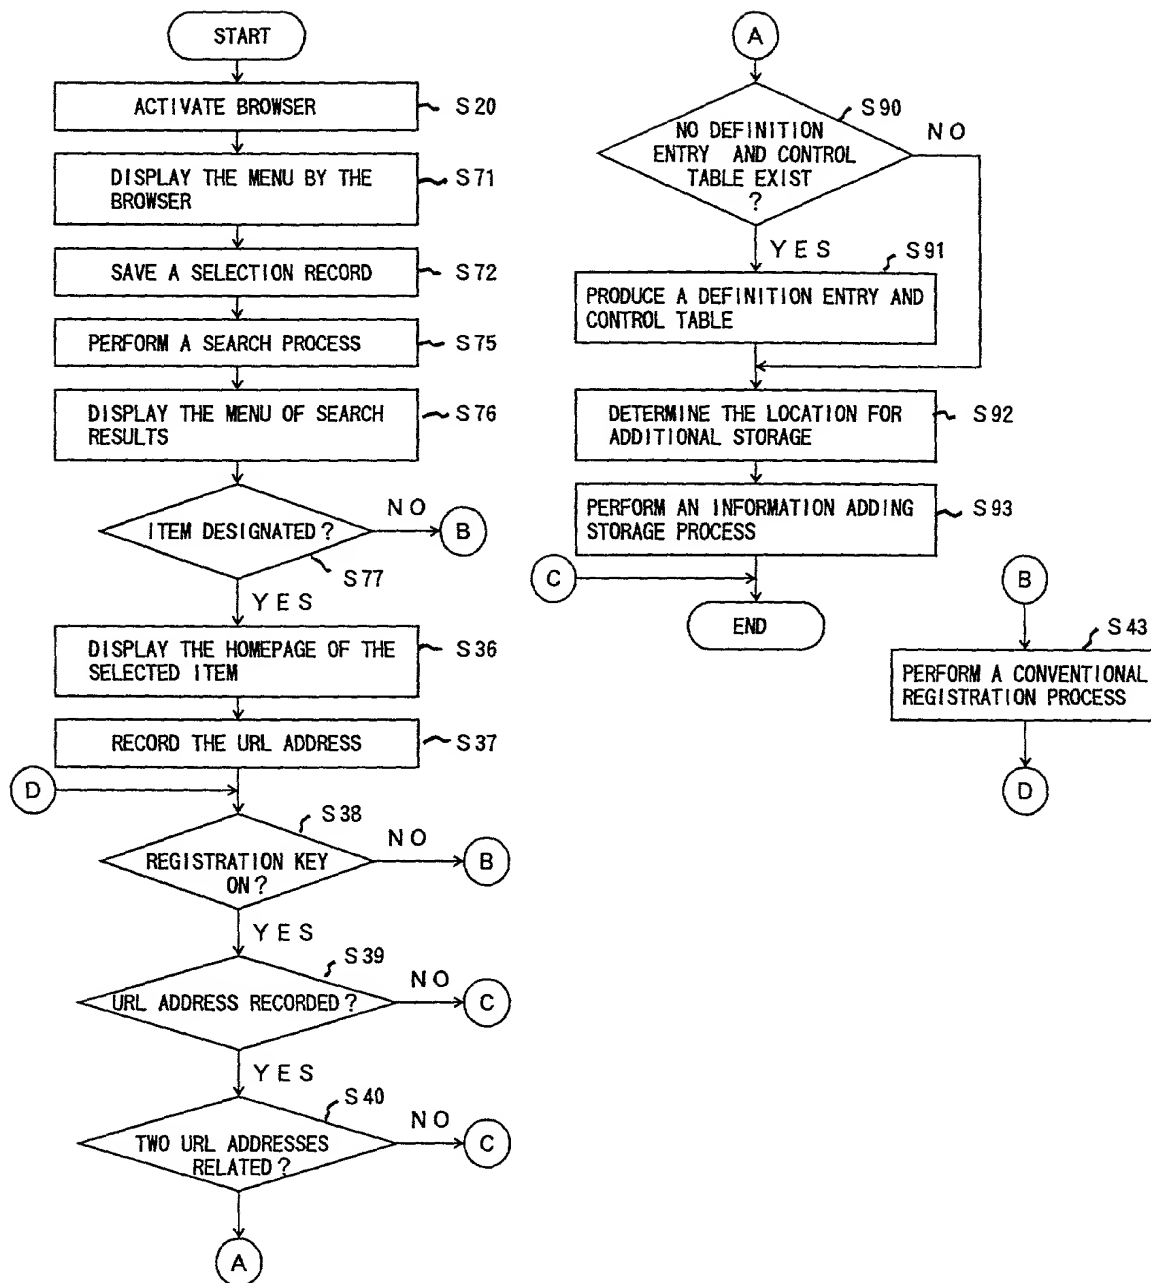 START
ACTIVATE BROWSER
S20
DISPLAY THE MENU BY THE
BROWSER
S71
SAVE A SELECTION RECORD
S72
PERFORM A SEARCH PROCESS
S75
DISPLAY THE MENU OF SEARCH
RESULTS
S76
ITEM DESIGNATED?
NO
B
S77
YES
DISPLAY THE HOMEPAGE OF THE
SELECTED ITEM
S36
RECORD THE URL ADDRESS
S37
D
S38
REGISTRATION KEY
ON?
NO
B
YES
S39
URL ADDRESS RECORDED?
NO
C
YES
S40
TWO URL ADDRESSES
RELATED?
NO
C
A
A
S90
NO DEFINITION
ENTRY AND CONTROL
TABLE EXIST
?
NO
YES
S91
PRODUCE A DEFINITION ENTRY AND
CONTROL TABLE
DETERMINE THE LOCATION FOR
ADDITIONAL STORAGE
S92
PERFORM AN INFORMATION ADDING
STORAGE PROCESS
S93
C
END
B
S43
PERFORM A CONVENTIONAL
REGISTRATION PROCESS
D